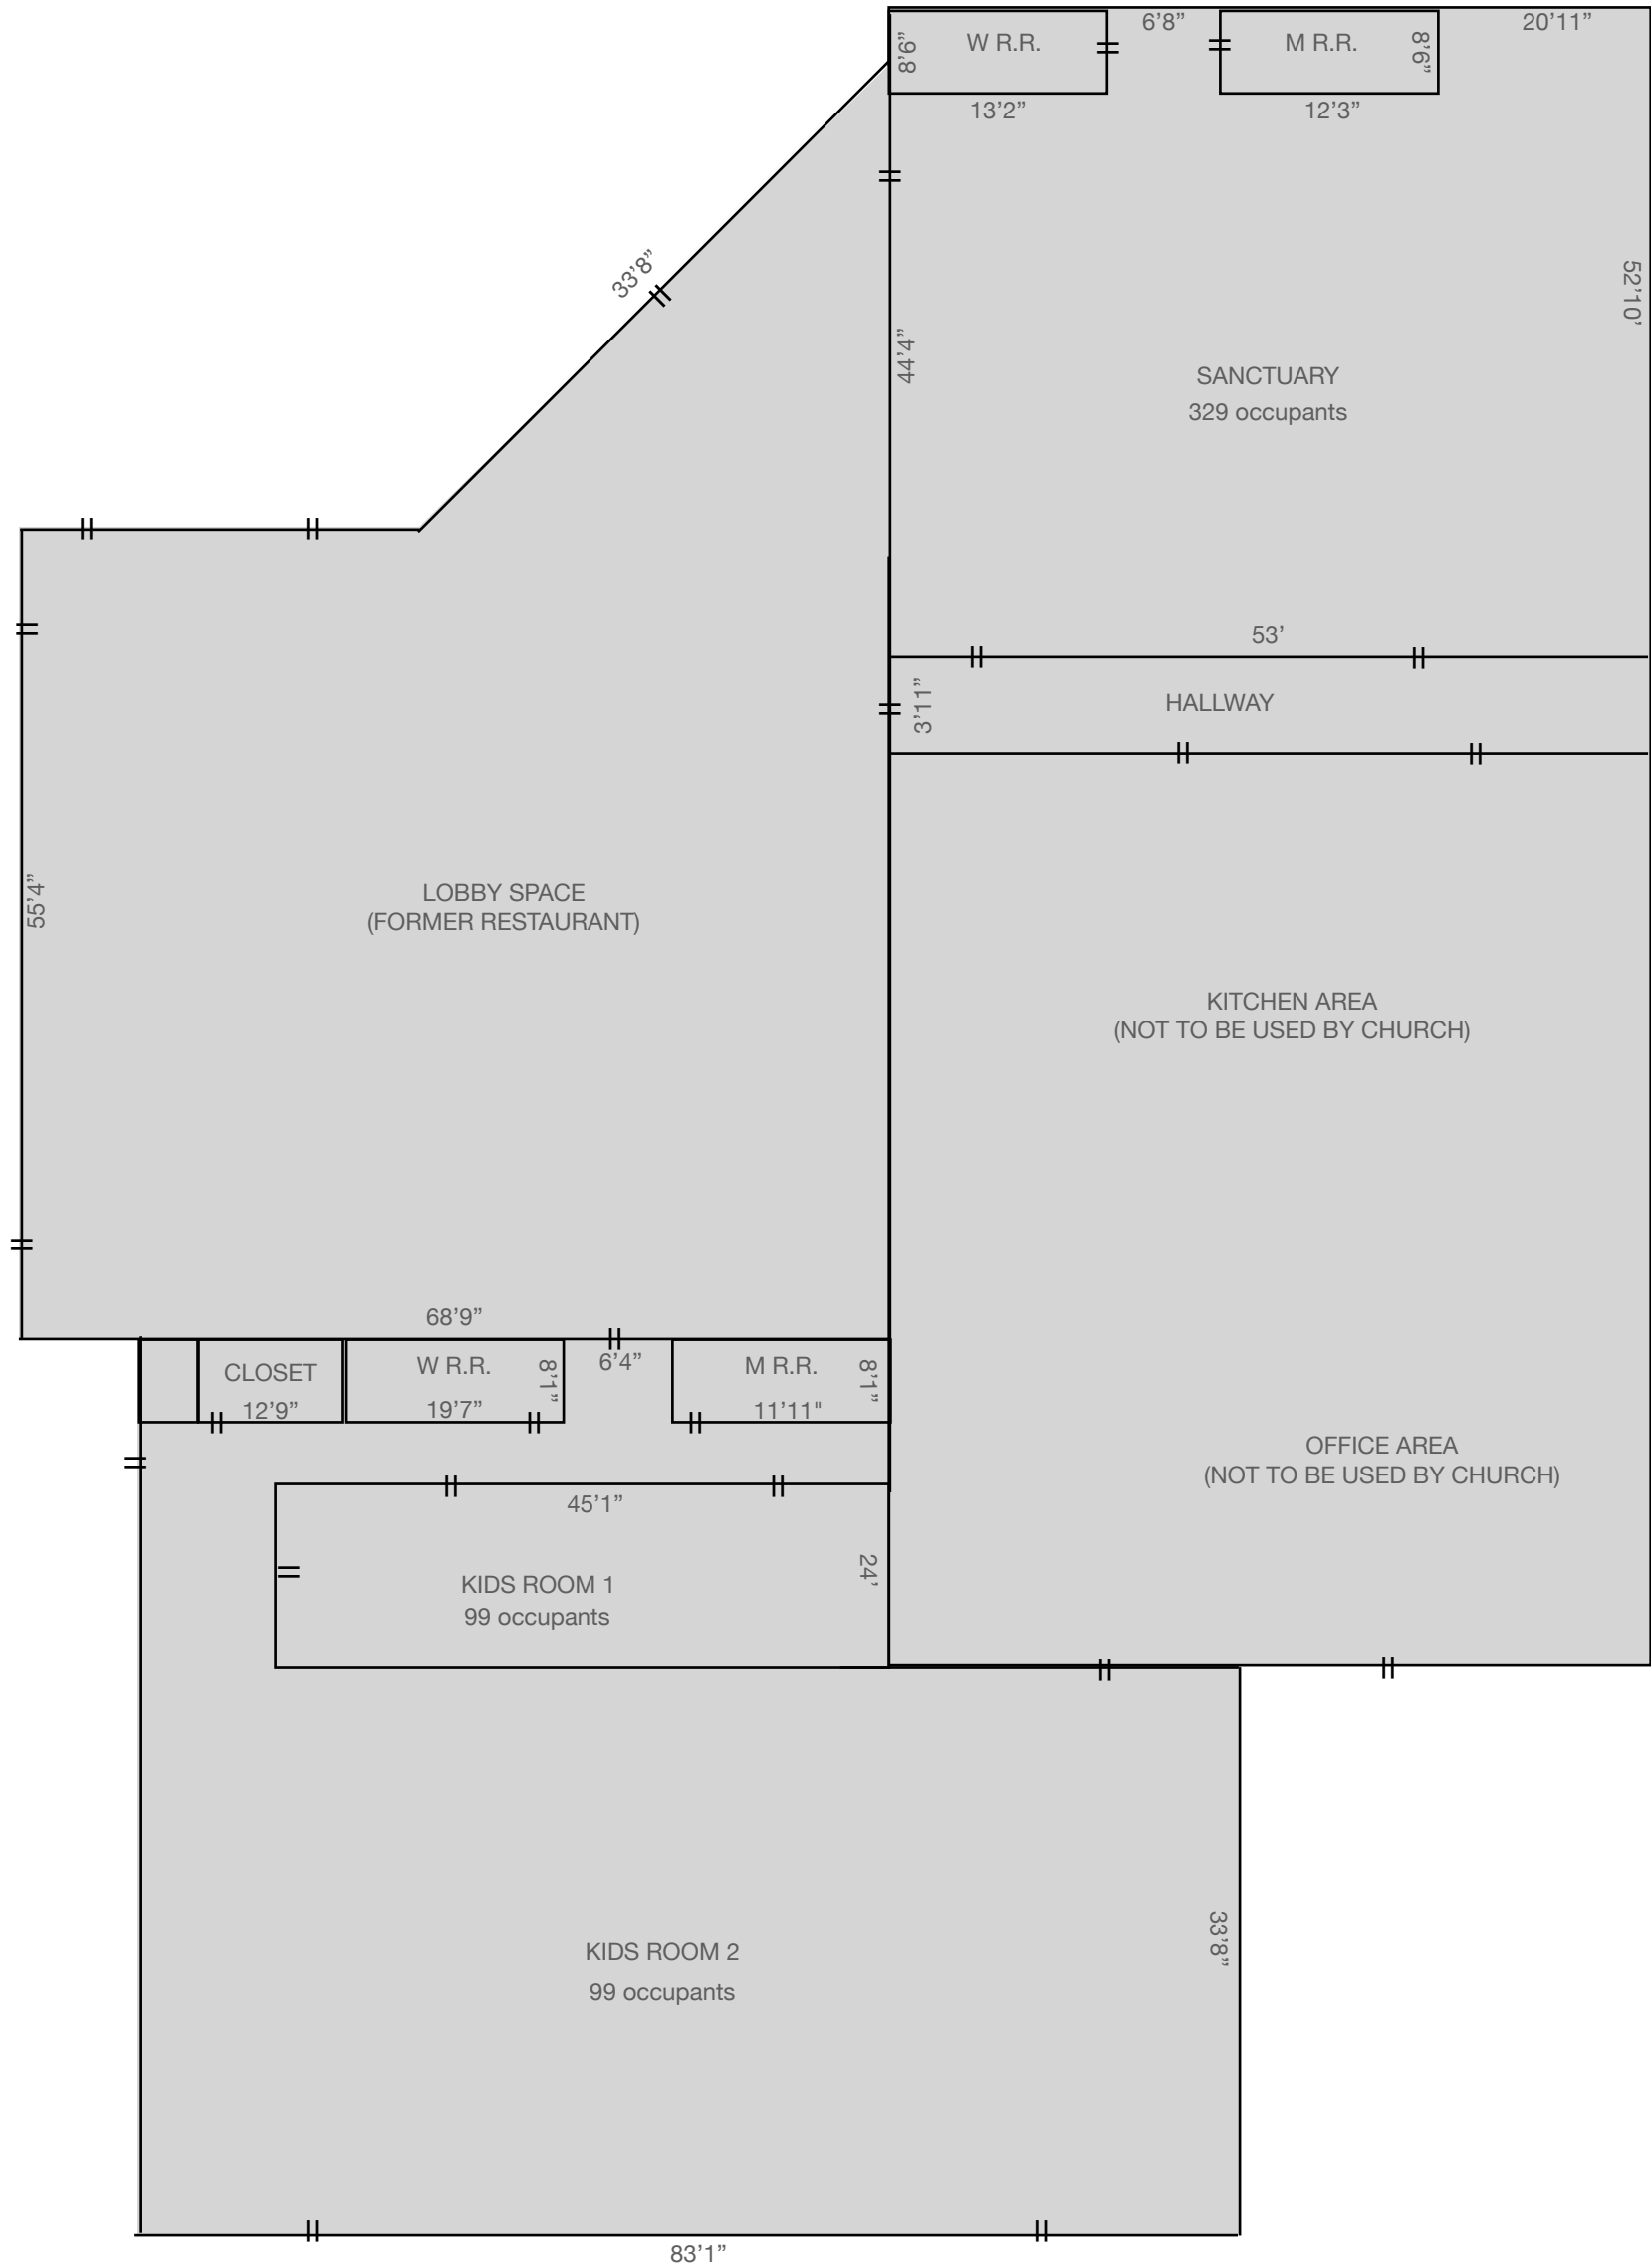 6’8”
20’11”
8’6”
W R.R.
M R.R.
8’6”
13’2”
12’3”
33’8”
52’10’
44’4”
SANCTUARY
329 occupants
53’
3’11”
HALLWAY
55’4”
LOBBY SPACE
(FORMER RESTAURANT)
KITCHEN AREA
(NOT TO BE USED BY CHURCH)
68’9”
CLOSET
12’9”
W R.R.
19’7”
8’1”
6’4”
M R.R.
11’11"
8’1”
OFFICE AREA
(NOT TO BE USED BY CHURCH)
45’1”
24’
KIDS ROOM 1
99 occupants
33’8”
KIDS ROOM 2
99 occupants
83’1”